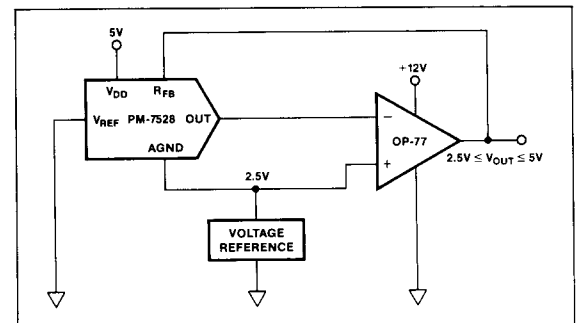 5V
+12V
V_DD R_FB
V_REF PM-7528 OUT
AGND
−
OP-77
+
2.5V
2.5V ≤ V_OUT ≤ 5V
VOLTAGE
REFERENCE